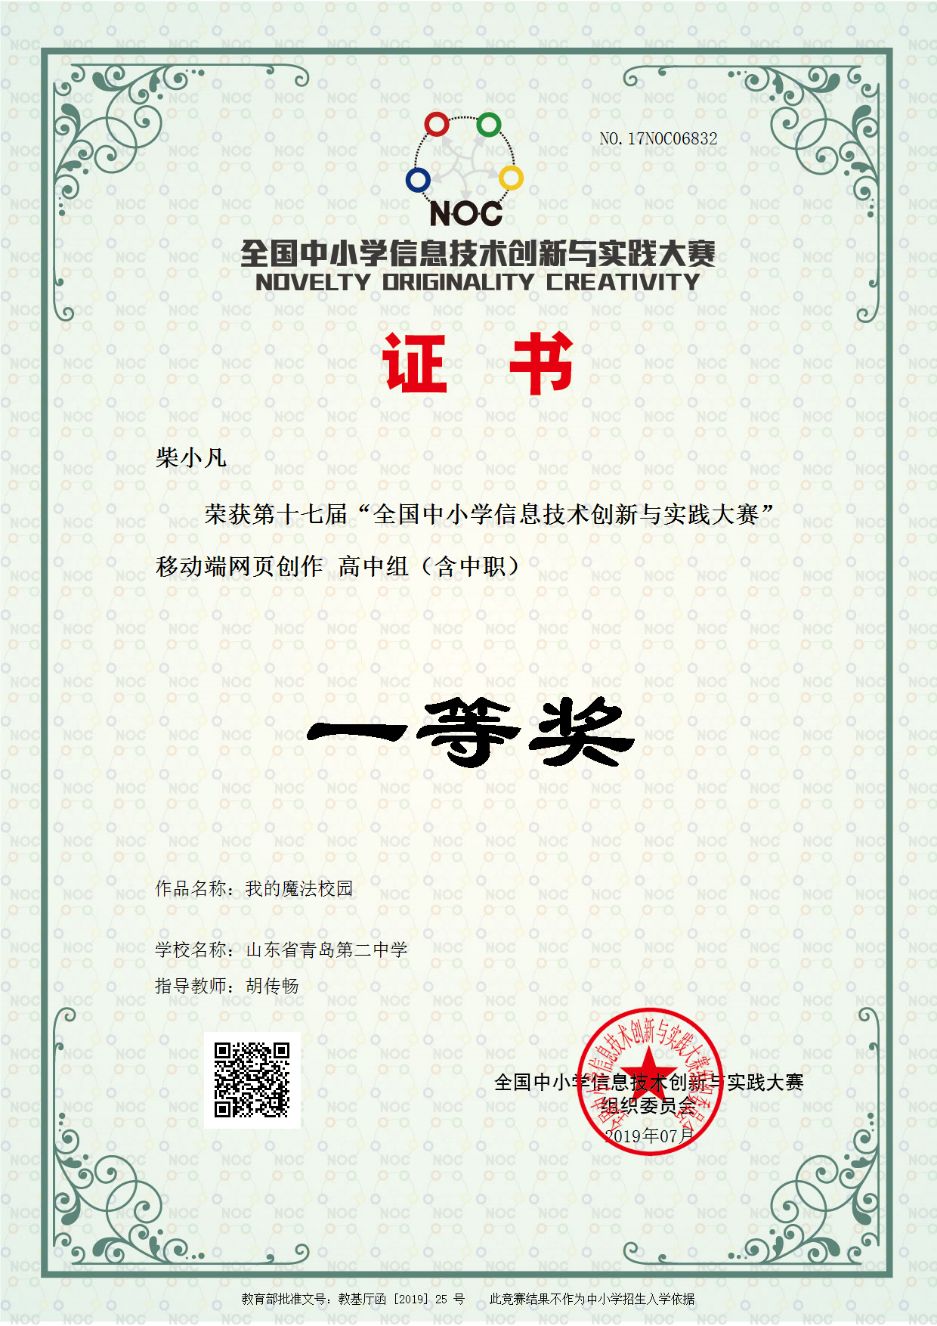 NO.17NOC06832
NOC
全国中小学信息技术创新与实践大赛
NOVELTY ORIGINALITY CREATIVITY
证 书
柴小凡
荣获第十七届“全国中小学信息技术创新与实践大赛”
移动端网页创作 高中组（含中职）
一等奖
作品名称：我的魔法校园
学校名称：山东省青岛第二中学
指导教师：胡传畅
全国中小学信息技术创新与实践大赛组织委员会
全国中小学信息技术创新与实践大赛
组织委员会
2019年07月
教育部批准文号：教基厅函［2019］25 号 此竞赛结果不作为中小学招生入学依据